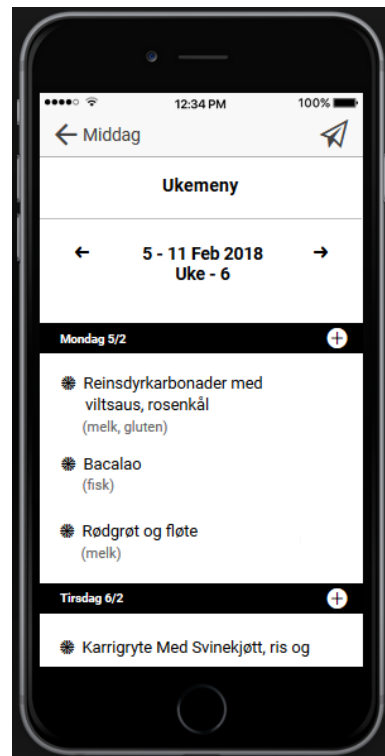 12:34 PM
100%
Middag
Ukemeny
5 - 11 Feb 2018
Uke - 6
Mondag 5/2
Reinsdyrkarbonader med
viltsaus, rosenkål
(melk, gluten)
Bacalao
(fisk)
Rødgrøt og fløte
(melk)
Tirsdag 6/2
Karrigryte Med Svinekjøtt, ris og